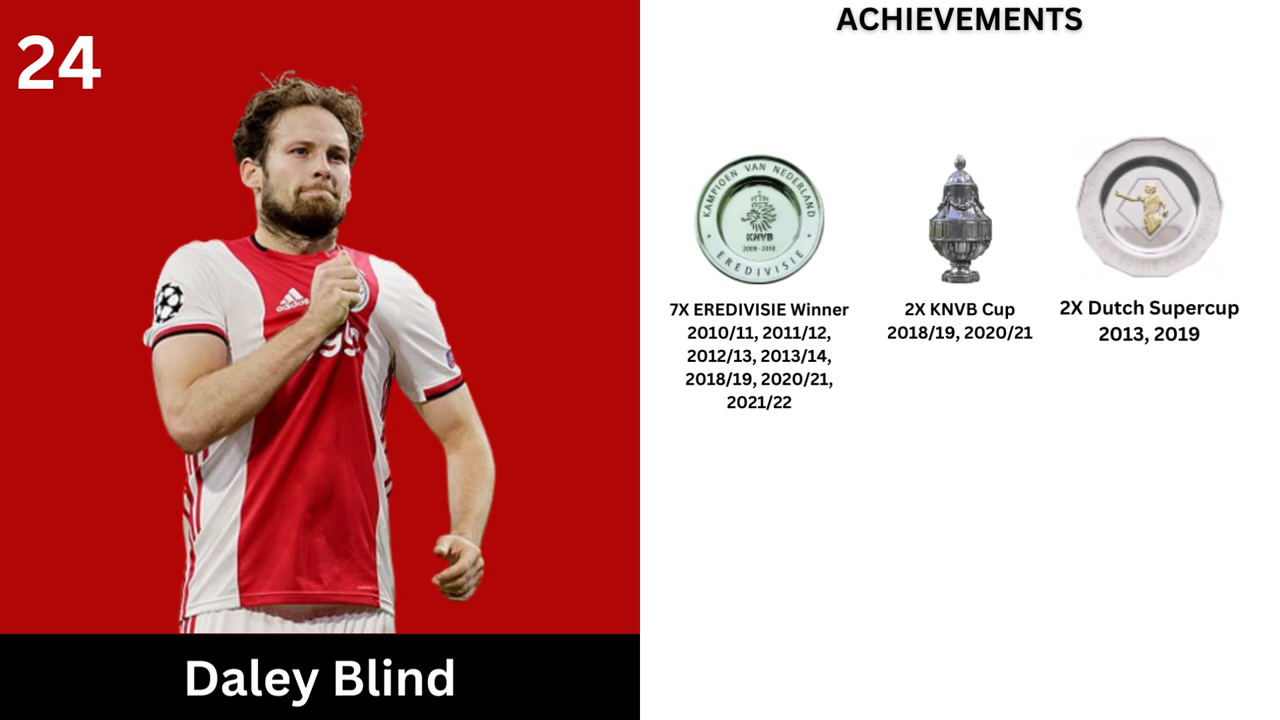 24
Daley Blind
ACHIEVEMENTS
KAMPIOEN VAN NEDERLAND
KNVB
2009-2010
EREDIVISIE
7X EREDIVISIE Winner
2010/11, 2011/12,
2012/13, 2013/14,
2018/19, 2020/21,
2021/22
2X KNVB Cup
2018/19, 2020/21
2X Dutch Supercup
2013, 2019
adidas